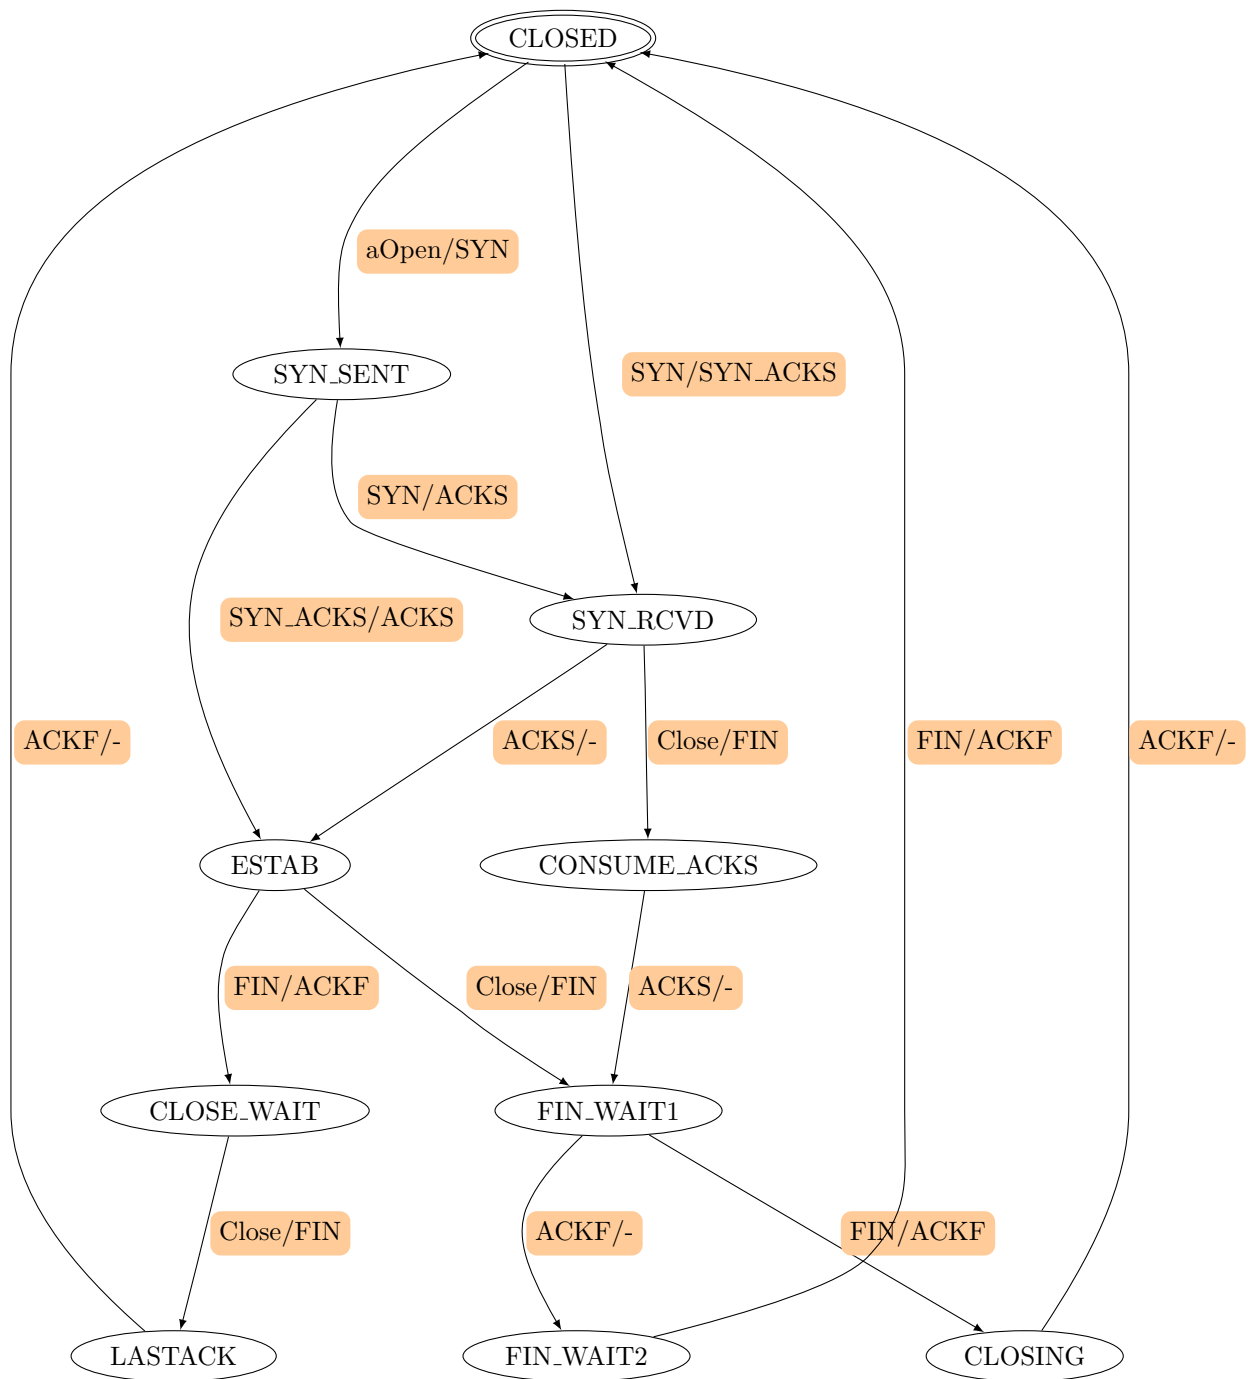 CLOSED
aOpen/SYN
SYN_SENT
SYN/SYN_ACKS
SYN/ACKS
SYN_ACKS/ACKS
SYN_RCVD
ACKF/-
ACKS/-
Close/FIN
FIN/ACKF
ACKF/-
ESTAB
CONSUME_ACKS
FIN/ACKF
Close/FIN
ACKS/-
CLOSE_WAIT
FIN_WAIT1
Close/FIN
ACKF/-
FIN/ACKF
LASTACK
FIN_WAIT2
CLOSING